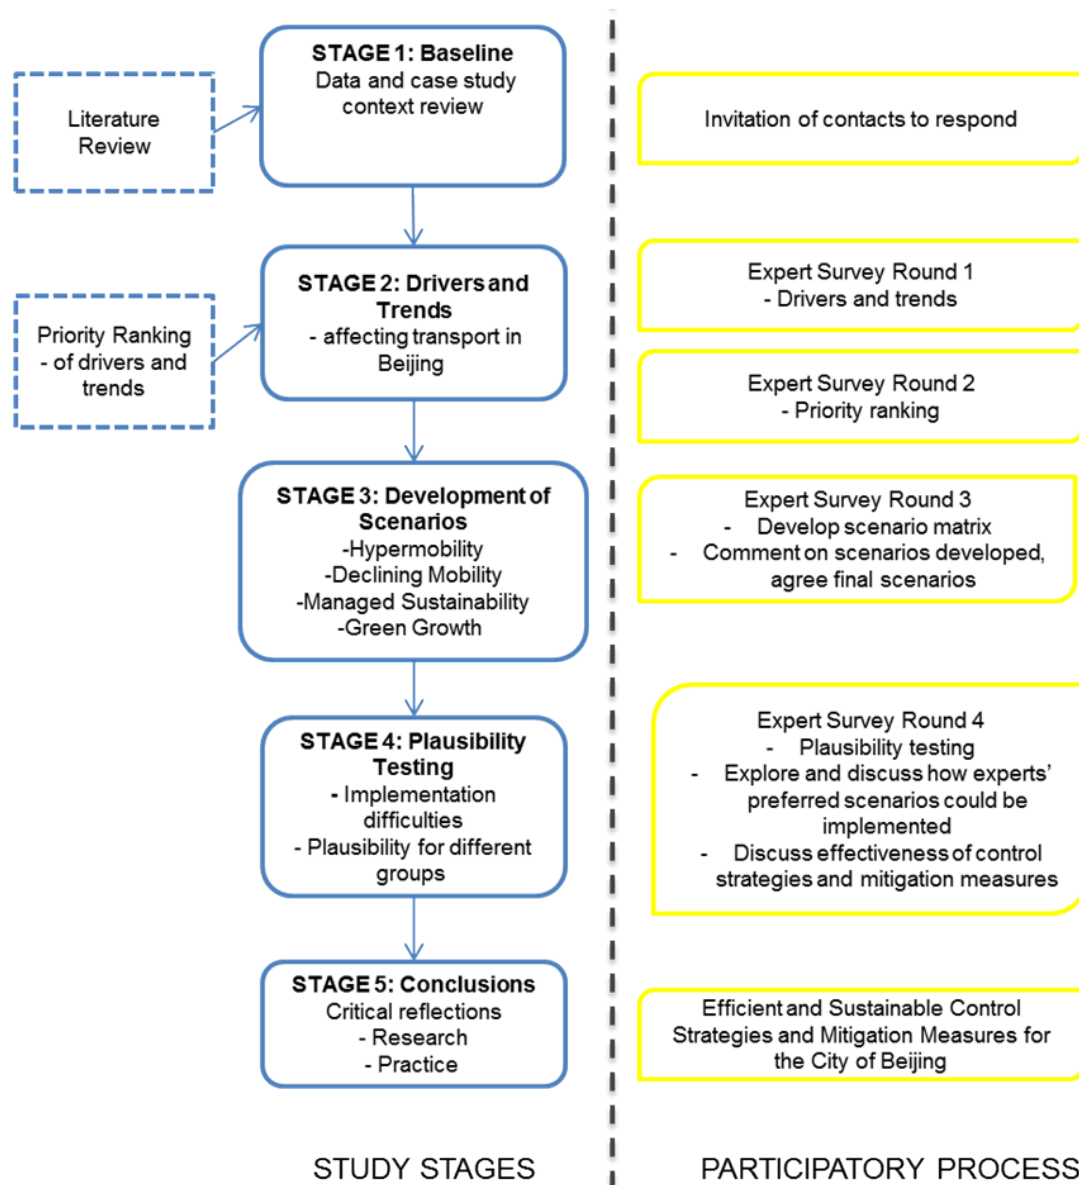 STAGE 1: Baseline
Data and case study
context review
Literature
Review
Invitation of contacts to respond
STAGE 2: Drivers and
Trends
- affecting transport in
Beijing
Priority Ranking
- of drivers and
trends
Expert Survey Round 1
- Drivers and trends
Expert Survey Round 2
- Priority ranking
STAGE 3: Development of
Scenarios
-Hypermobility
-Declining Mobility
-Managed Sustainability
-Green Growth
Expert Survey Round 3
- Develop scenario matrix
- Comment on scenarios developed,
agree final scenarios
STAGE 4: Plausibility
Testing
- Implementation
difficulties
- Plausibility for different
groups
Expert Survey Round 4
- Plausibility testing
- Explore and discuss how experts’
preferred scenarios could be
implemented
- Discuss effectiveness of control
strategies and mitigation measures
STAGE 5: Conclusions
Critical reflections
- Research
- Practice
Efficient and Sustainable Control
Strategies and Mitigation Measures for
the City of Beijing
STUDY STAGES
PARTICIPATORY PROCESS